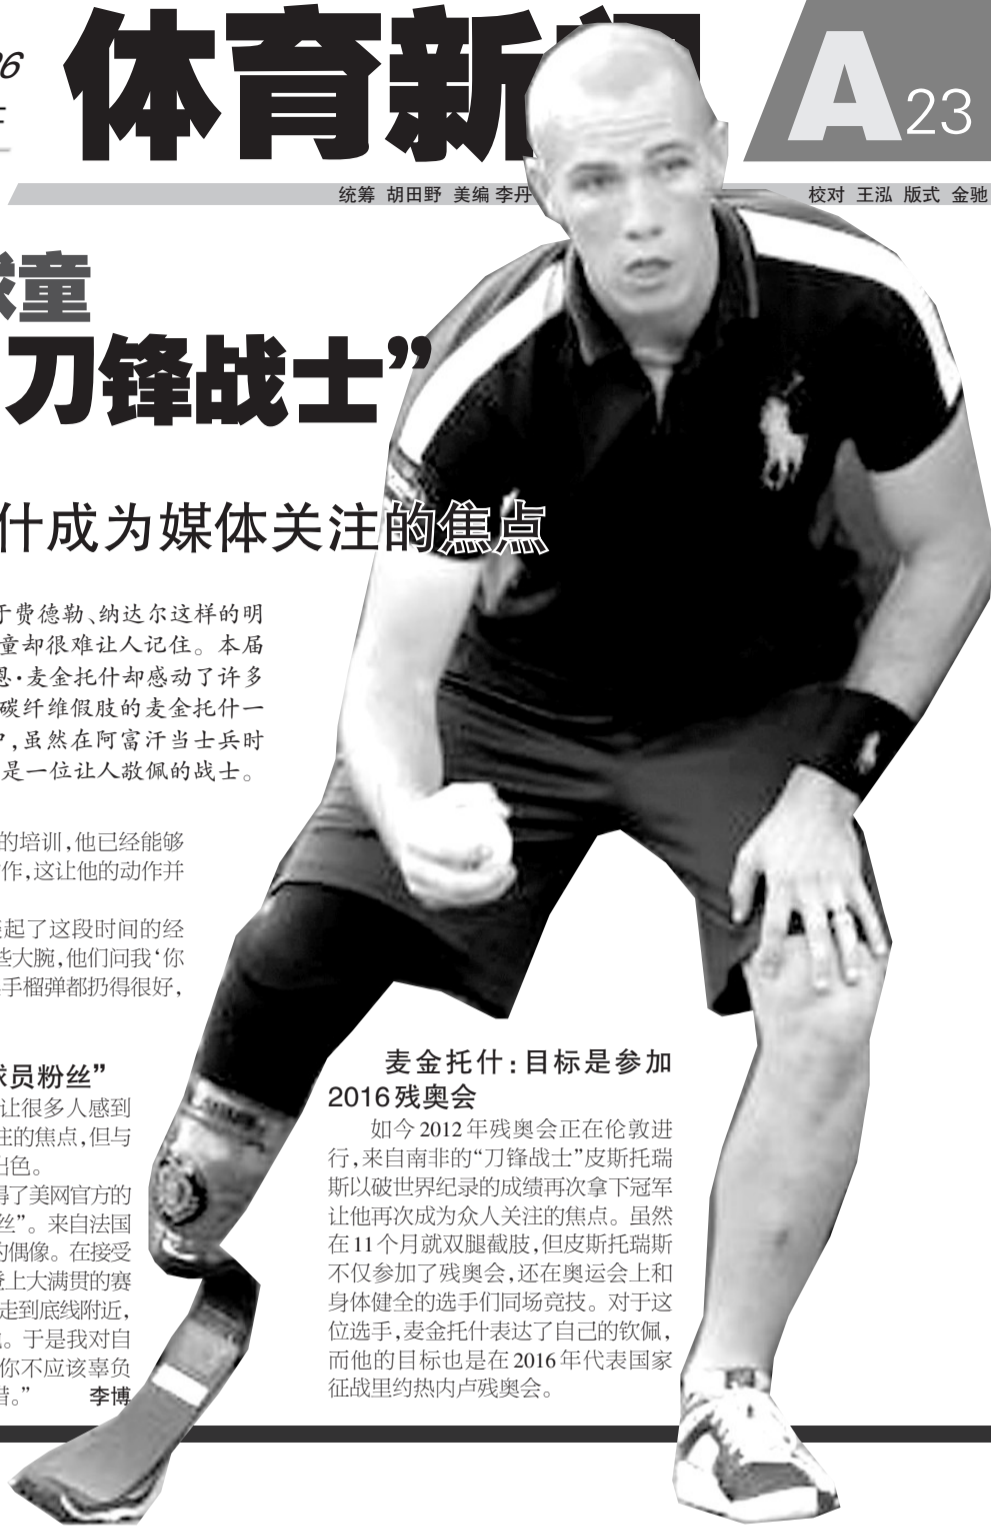 体育新
A23
统筹 胡田野 美编 李丹
校对 王泓 版式 金驰
童
刀锋战士”
什成为媒体关注的焦点
于费德勒、纳达尔这样的明
童却很难让人记住。本届
恩·麦金托什却感动了许多
碳纤维假肢的麦金托什一
,虽然在阿富汗当士兵时
是一位让人敬佩的战士。
的培训,他已经能够
作,这让他的动作并
起了这段时间的经
些大腕,他们问我‘你
手榴弹都扔得很好,
球员粉丝”
让很多人感到
注的焦点,但与
出色。
得了美网官方的
丝”。来自法国
的偶像。在接受
登上大满贯的赛
走到底线附近,
。于是我对自
你不应该辜负
。” 李博
麦金托什:目标是参加
2016残奥会
如今2012年残奥会正在伦敦进
行,来自南非的“刀锋战士”皮斯托瑞
斯以破世界纪录的成绩再次拿下冠军
让他再次成为众人关注的焦点。虽然
在11个月就双腿截肢,但皮斯托瑞斯
不仅参加了残奥会,还在奥运会上和
身体健全的选手们同场竞技。对于这
位选手,麦金托什表达了自己的钦佩,
而他的目标也是在2016年代表国家
征战里约热内卢残奥会。